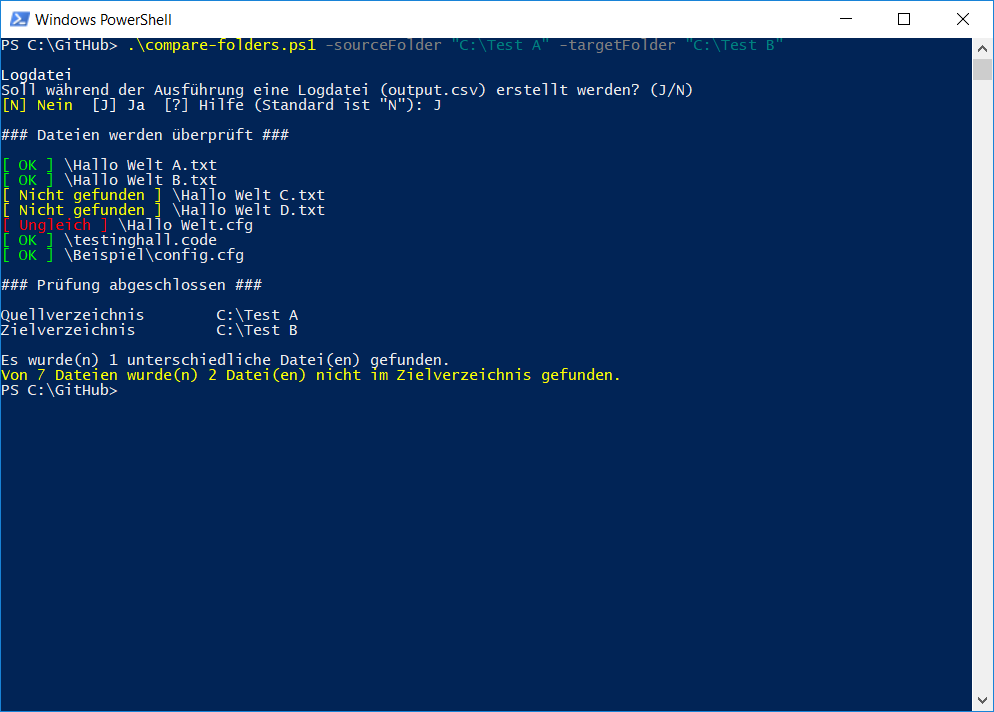 Windows PowerShell
PS C:\GitHub> .\compare-folders.ps1 -sourceFolder "C:\Test A" -targetFolder "C:\Test B"
Logdatei
Soll während der Ausführung eine Logdatei (output.csv) erstellt werden? (J/N)
[N] Nein  [J] Ja  [?] Hilfe (Standard ist "N"): J
### Dateien werden überprüft ###
[ OK ] \Hallo Welt A.txt
[ OK ] \Hallo Welt B.txt
[ Nicht gefunden ] \Hallo Welt C.txt
[ Nicht gefunden ] \Hallo Welt D.txt
[ Ungleich ] \Hallo Welt.cfg
[ OK ] \testinghall.code
[ OK ] \Beispiel\config.cfg
### Prüfung abgeschlossen ###
Quellverzeichnis        C:\Test A
Zielverzeichnis         C:\Test B
Es wurde(n) 1 unterschiedliche Datei(en) gefunden.
Von 7 Dateien wurde(n) 2 Datei(en) nicht im Zielverzeichnis gefunden.
PS C:\GitHub>